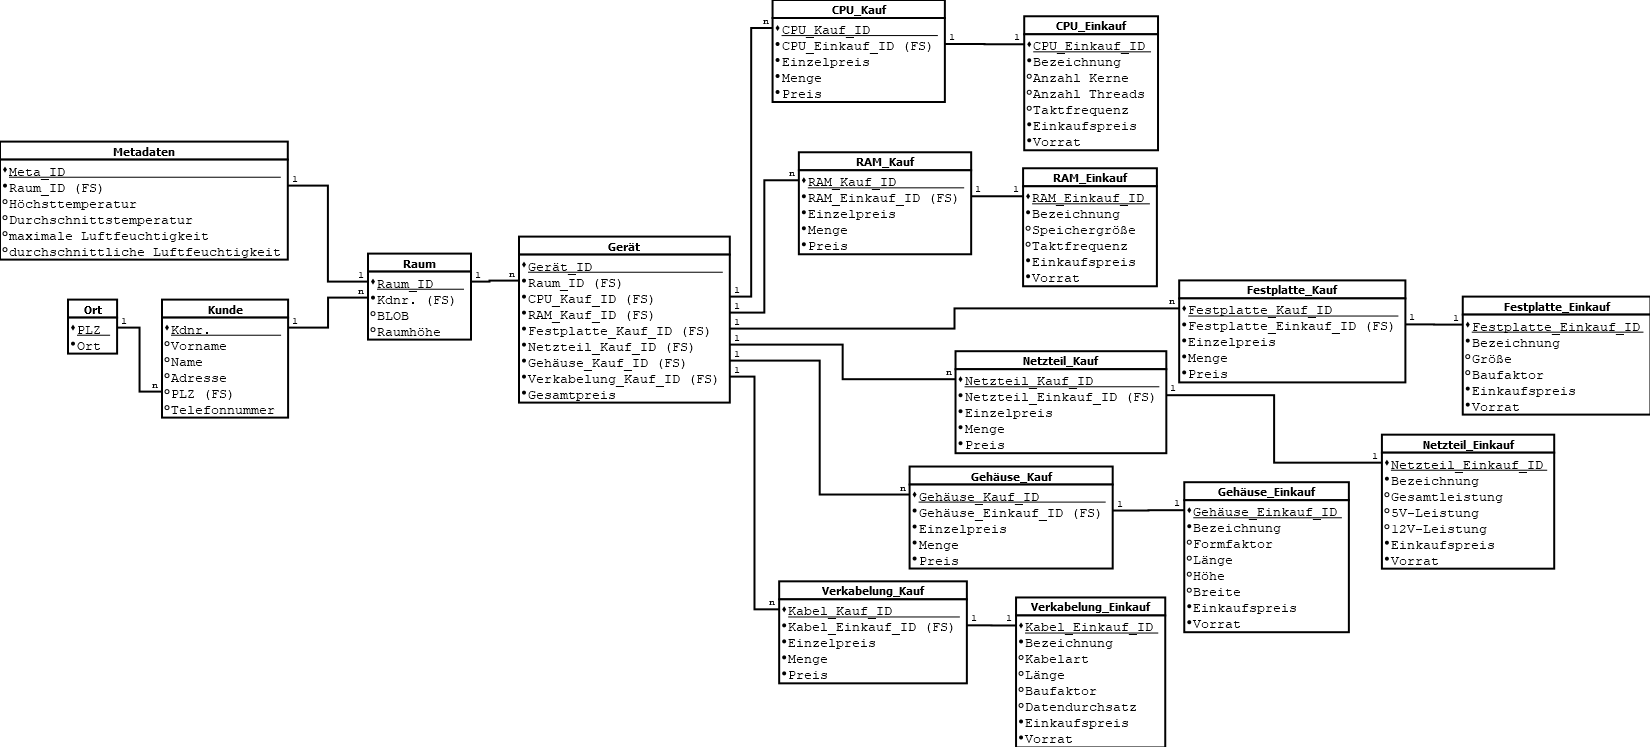 CPU_Kauf
CPU_Kauf_ID
CPU_Einkauf_ID (FS)
Einzelpreis
Menge
Preis
n
1
1
CPU_Einkauf
CPU_Einkauf_ID
Bezeichnung
Anzahl Kerne
Anzahl Threads
Taktfrequenz
Einkaufspreis
Vorrat
Metadaten
Meta_ID
Raum_ID (FS)
Höchsttemperatur
Durchschnittstemperatur
maximale Luftfeuchtigkeit
durchschnittliche Luftfeuchtigkeit
1
1
RAM_Kauf
RAM_Kauf_ID
RAM_Einkauf_ID (FS)
Einzelpreis
Menge
Preis
n
1
1
RAM_Einkauf
RAM_Einkauf_ID
Bezeichnung
Speichergröße
Taktfrequenz
Einkaufspreis
Vorrat
Ort
PLZ
Ort
1
n
Kunde
Kdnr.
Vorname
Name
Adresse
PLZ (FS)
Telefonnummer
1
n
Raum
Raum_ID
Kdnr. (FS)
BLOB
Raumhöhe
1
n
Gerät
Gerät_ID
Raum_ID (FS)
CPU_Kauf_ID (FS)
RAM_Kauf_ID (FS)
Festplatte_Kauf_ID (FS)
Netzteil_Kauf_ID (FS)
Gehäuse_Kauf_ID (FS)
Verkabelung_Kauf_ID (FS)
Gesamtpreis
1
1
1
1
1
1
Festplatte_Kauf
Festplatte_Kauf_ID
Festplatte_Einkauf_ID (FS)
Einzelpreis
Menge
Preis
n
1
1
Festplatte_Einkauf
Festplatte_Einkauf_ID
Bezeichnung
Größe
Baufaktor
Einkaufspreis
Vorrat
Netzteil_Kauf
Netzteil_Kauf_ID
Netzteil_Einkauf_ID (FS)
Einzelpreis
Menge
Preis
n
1
1
Netzteil_Einkauf
Netzteil_Einkauf_ID
Bezeichnung
Gesamtleistung
5V-Leistung
12V-Leistung
Einkaufspreis
Vorrat
Gehäuse_Kauf
Gehäuse_Kauf_ID
Gehäuse_Einkauf_ID (FS)
Einzelpreis
Menge
Preis
n
1
1
Gehäuse_Einkauf
Gehäuse_Einkauf_ID
Bezeichnung
Formfaktor
Länge
Höhe
Breite
Einkaufspreis
Vorrat
Verkabelung_Kauf
Kabel_Kauf_ID
Kabel_Einkauf_ID (FS)
Einzelpreis
Menge
Preis
n
1
1
Verkabelung_Einkauf
Kabel_Einkauf_ID
Bezeichnung
Kabelart
Länge
Baufaktor
Datendurchsatz
Einkaufspreis
Vorrat